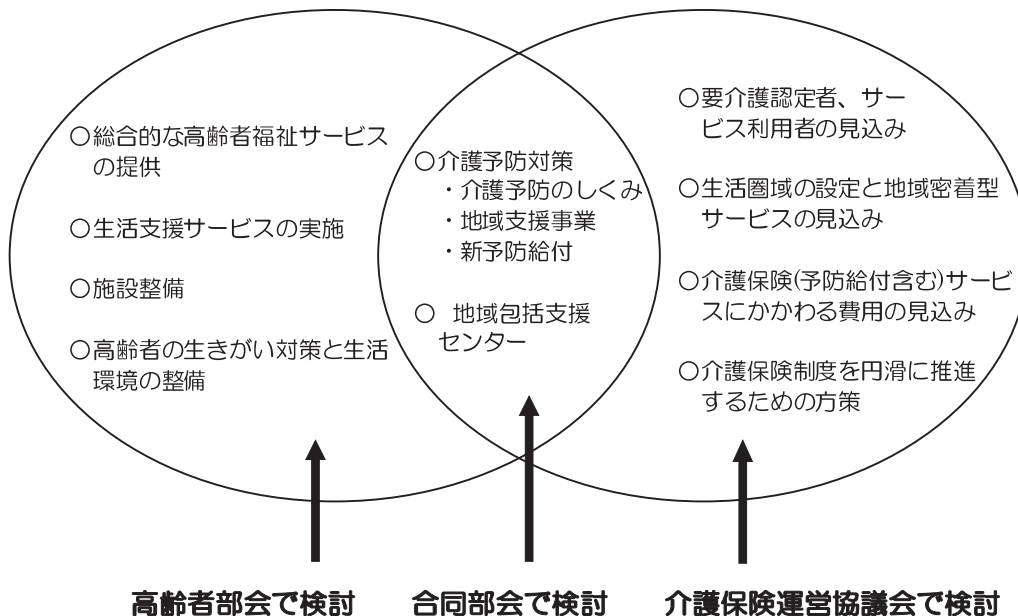 ○総合的な高齢者福祉サービス
の提供
○生活支援サービスの実施
○施設整備
○高齢者の生きがい対策と生活
環境の整備
○介護予防対策
・介護予防のしくみ
・地域支援事業
・新予防給付
○ 地域包括支援
センター
○要介護認定者、サー
ビス利用者の見込み
○生活圏域の設定と地域密着型
サービスの見込み
○介護保険(予防給付含む)サービ
スにかかわる費用の見込み
○介護保険制度を円滑に推進
するための方策
高齢者部会で検討
合同部会で検討
介護保険運営協議会で検討